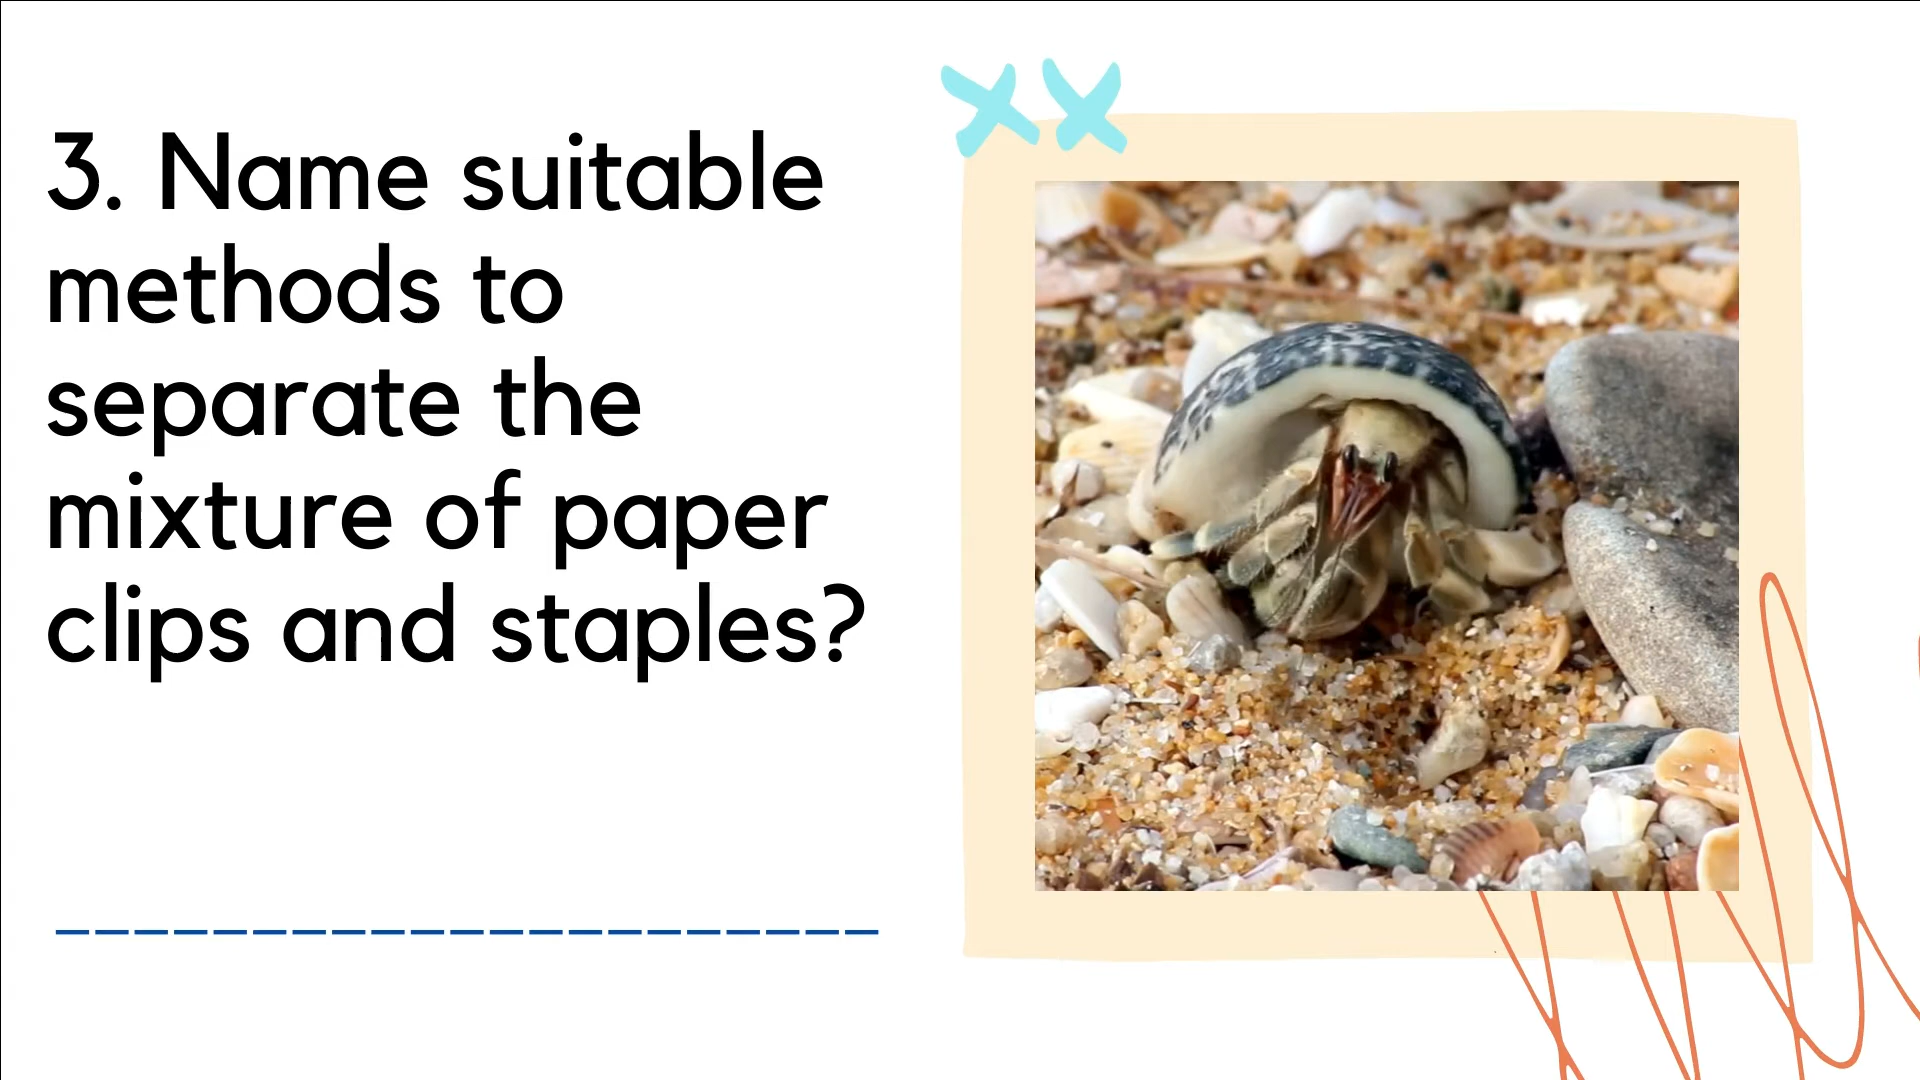 3. Name suitable
methods to
separate the
mixture of paper
clips and staples?